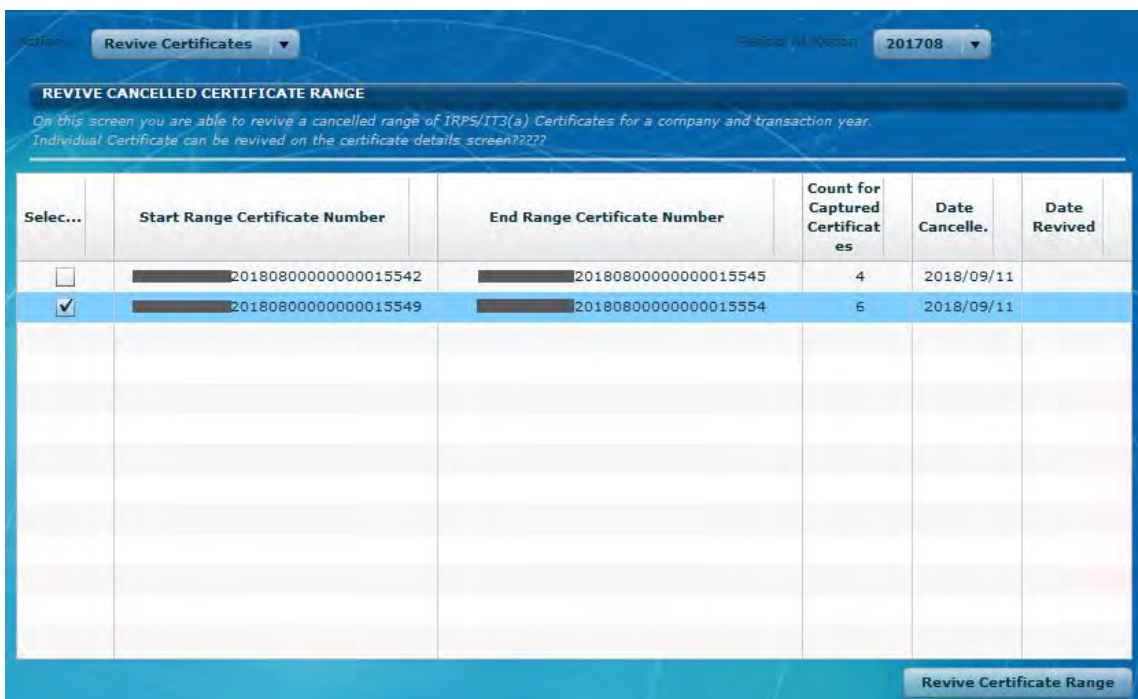 Revive Certificates
201708
REVIVE CANCELLED CERTIFICATE RANGE
On this screen you are able to revive a cancelled range of IRP5/IT3(a) Certificates for a company and transaction year.
Individual Certificate can be revived on the certificate details screen?????
Selec... Start Range Certificate Number End Range Certificate Number Count for Captured Certificat es Date Cancelle. Date Revived
20180800000000015542 20180800000000015545 4 2018/09/11
20180800000000015549 20180800000000015554 6 2018/09/11
Revive Certificate Range